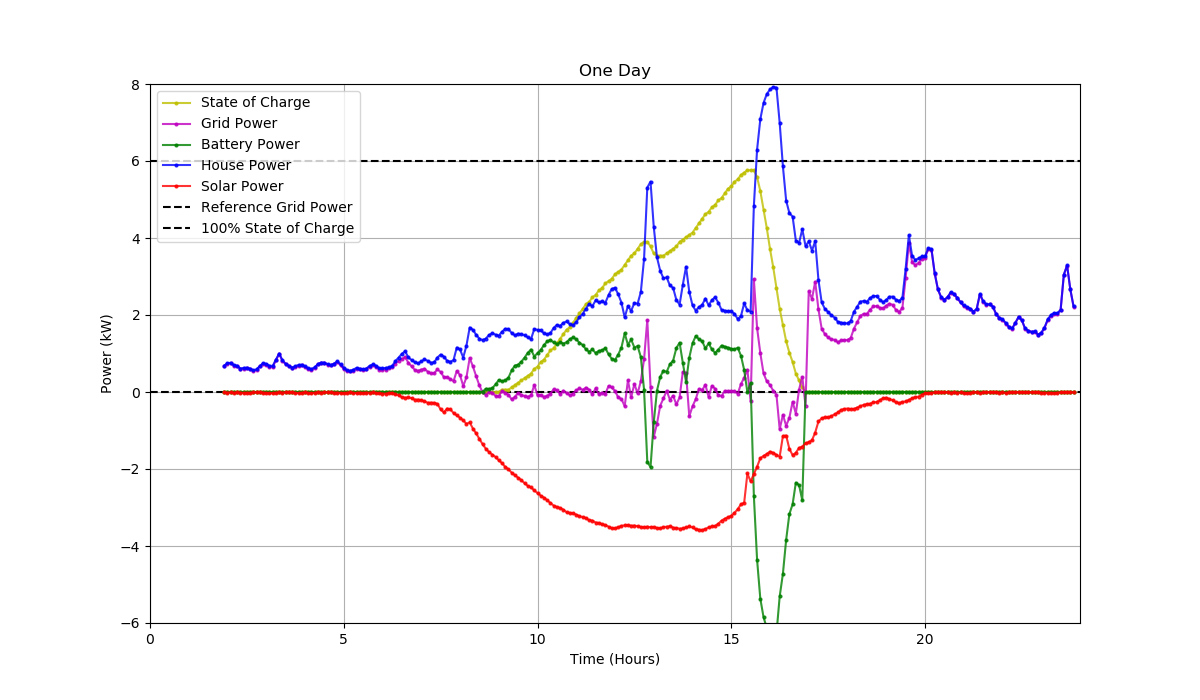 One Day
8
State of Charge
Grid Power
Battery Power
6
House Power
Solar Power
Reference Grid Power
100% State of Charge
4
2
0
−2
−4
−6
Power (kW)
0 5 10 15 20
Time (Hours)